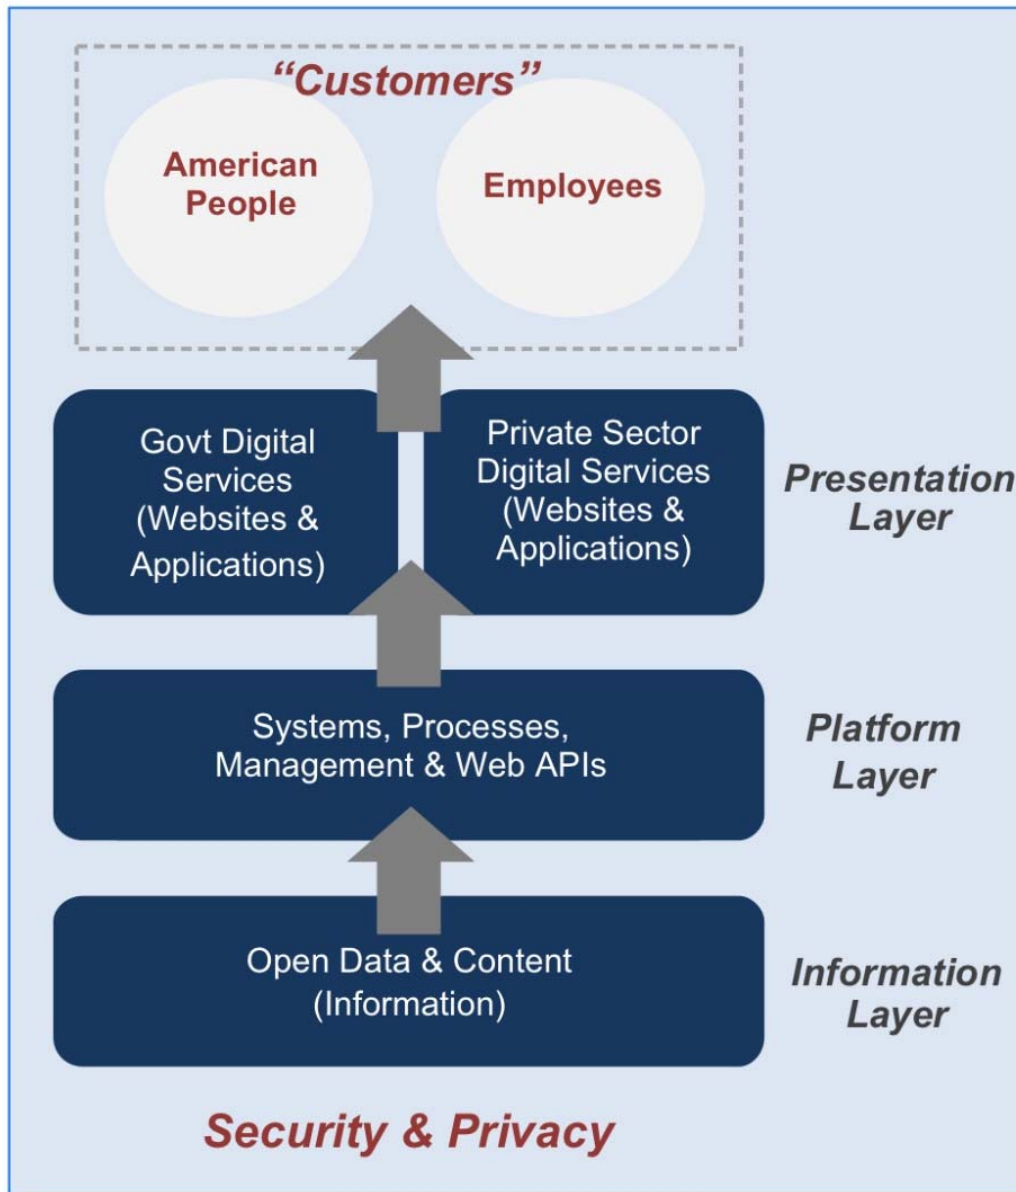 “Customers”
American
People
Employees
Govt Digital
Services
(Websites &
Applications)
Private Sector
Digital Services
(Websites &
Applications)
Presentation
Layer
Systems, Processes,
Management & Web APIs
Platform
Layer
Open Data & Content
(Information)
Information
Layer
Security & Privacy